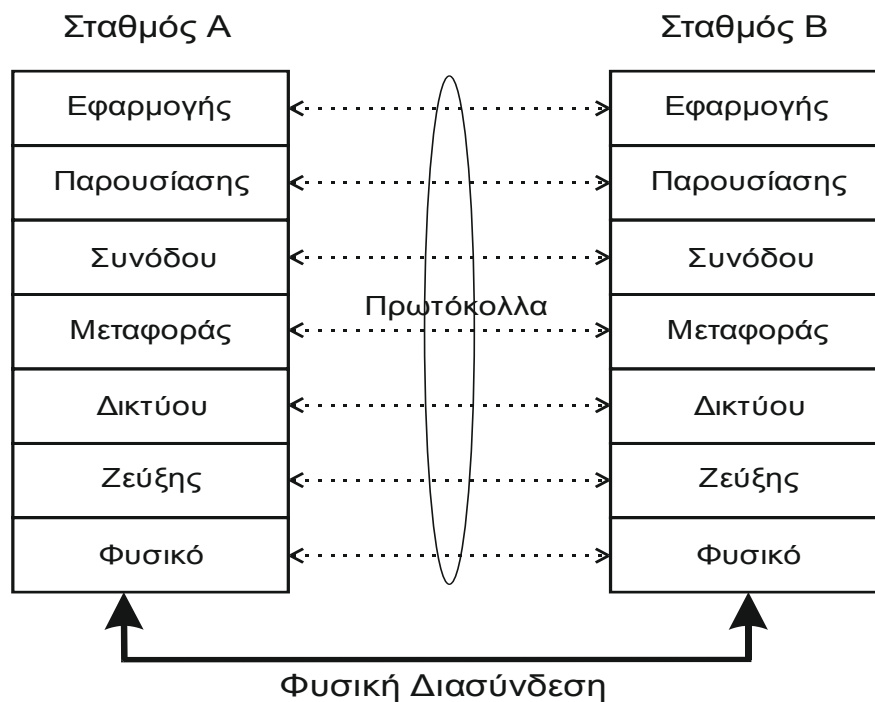 Σταθμός Α Σταθμός Β
Εφαρμογής Εφαρμογής
Παρουσίασης Παρουσίασης
Συνόδου Συνόδου
Πρωτόκολλα
Μεταφοράς Μεταφοράς
Δικτύου Δικτύου
Ζεύξης Ζεύξης
Φυσικό Φυσικό
Φυσική Διασύνδεση